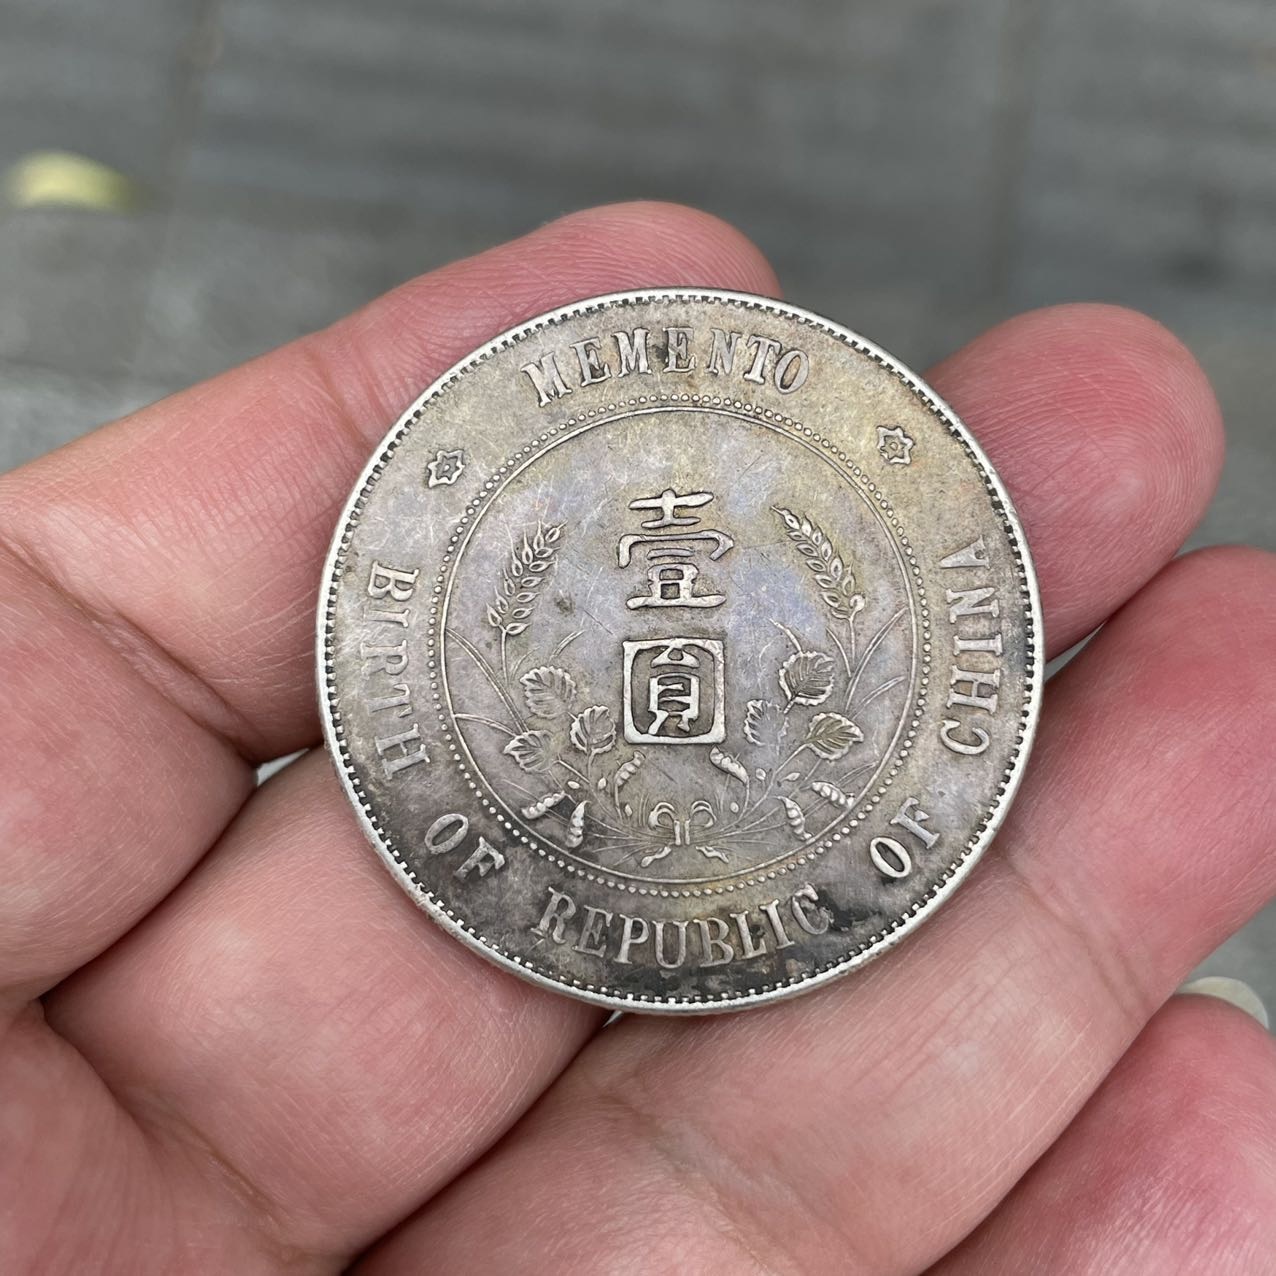 MEMENTO
BIRTH OF REPUBLIC OF CHINA
壹
圓